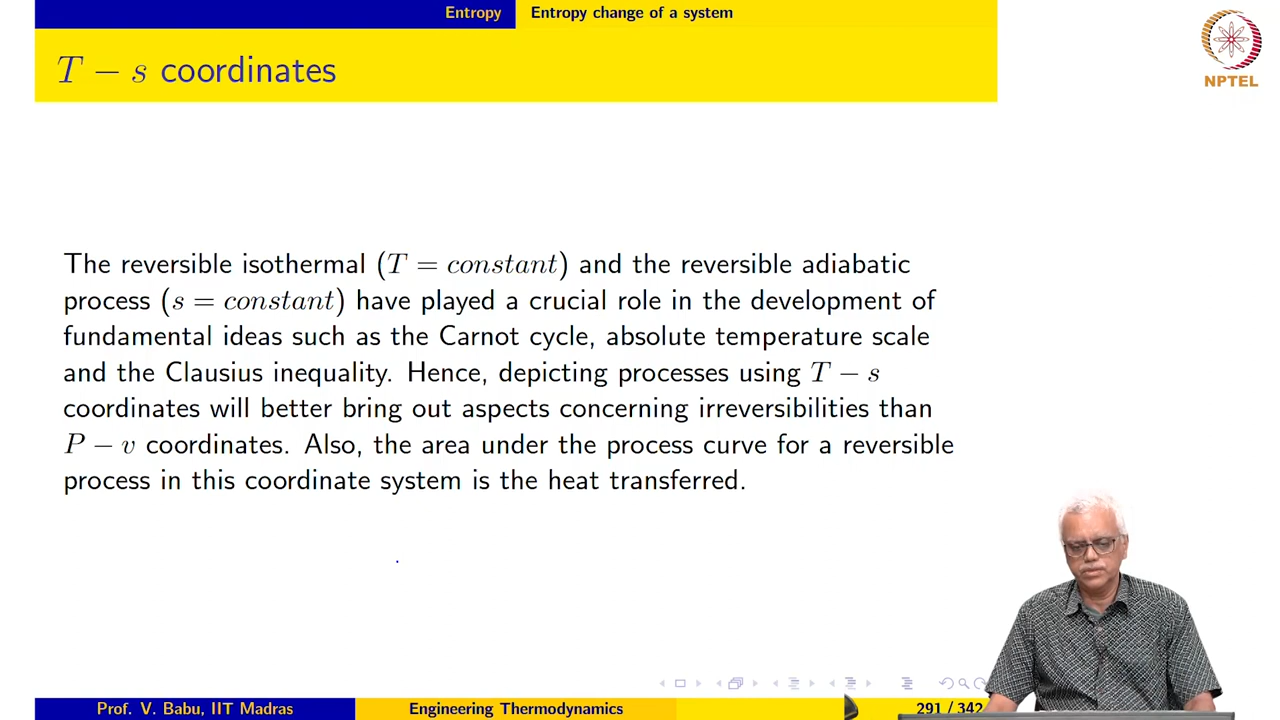 Entropy Entropy change of a system
T − s coordinates
NPTEL
The reversible isothermal (T = constant) and the reversible adiabatic
process (s = constant) have played a crucial role in the development of
fundamental ideas such as the Carnot cycle, absolute temperature scale
and the Clausius inequality. Hence, depicting processes using T − s
coordinates will better bring out aspects concerning irreversibilities than
P − v coordinates. Also, the area under the process curve for a reversible
process in this coordinate system is the heat transferred.
Prof. V. Babu, IIT Madras Engineering Thermodynamics 291 / 342